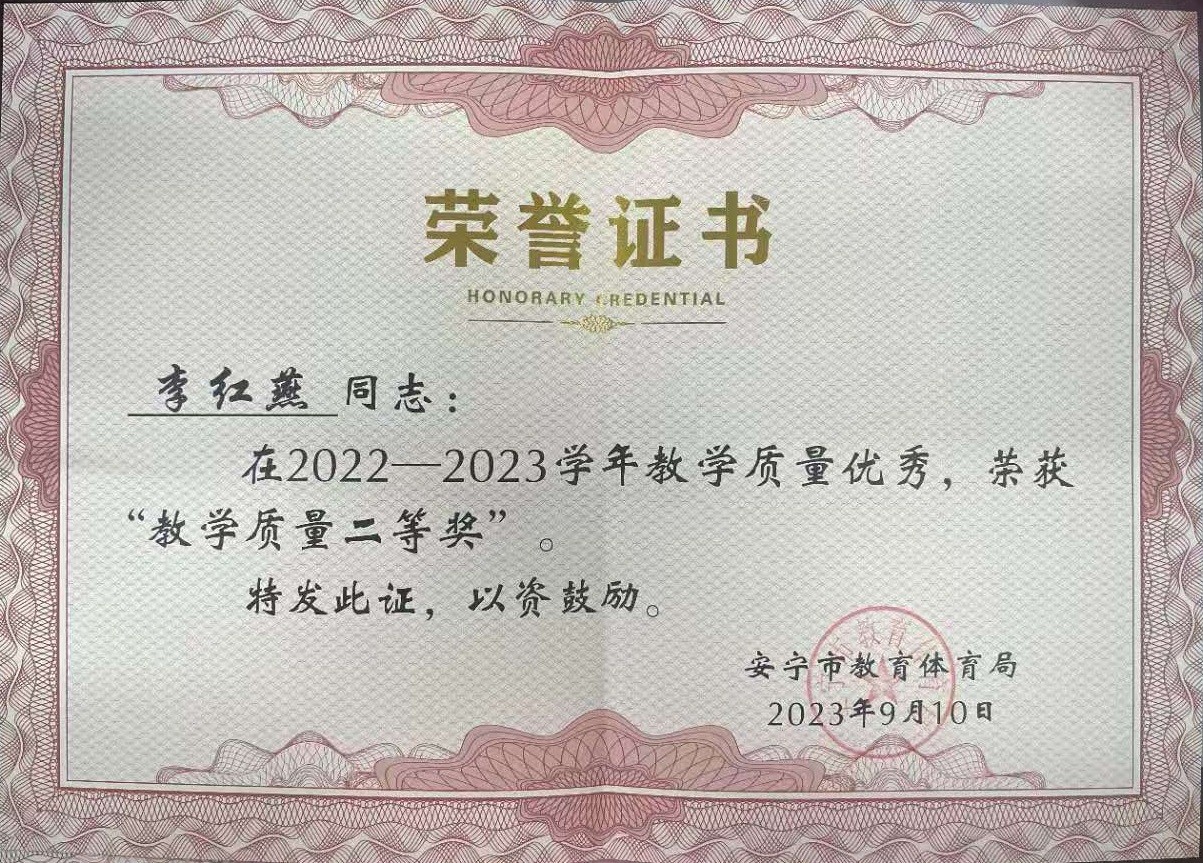 荣誉证书
HONORARY CREDENTIAL
李红燕 同志：
在2022—2023学年教学质量优秀，荣获
“教学质量二等奖”。
特发此证，以资鼓励。
安宁市教育体育局
2023年9月10日